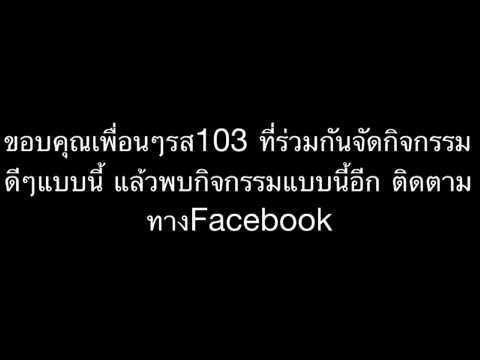 ขอบคุณเพื่อนๆรส103 ที่ร่วมกันจัดกิจกรรม
ดีๆแบบนี้ แล้วพบกิจกรรมแบบนี้อีก ติดตาม
ทางFacebook